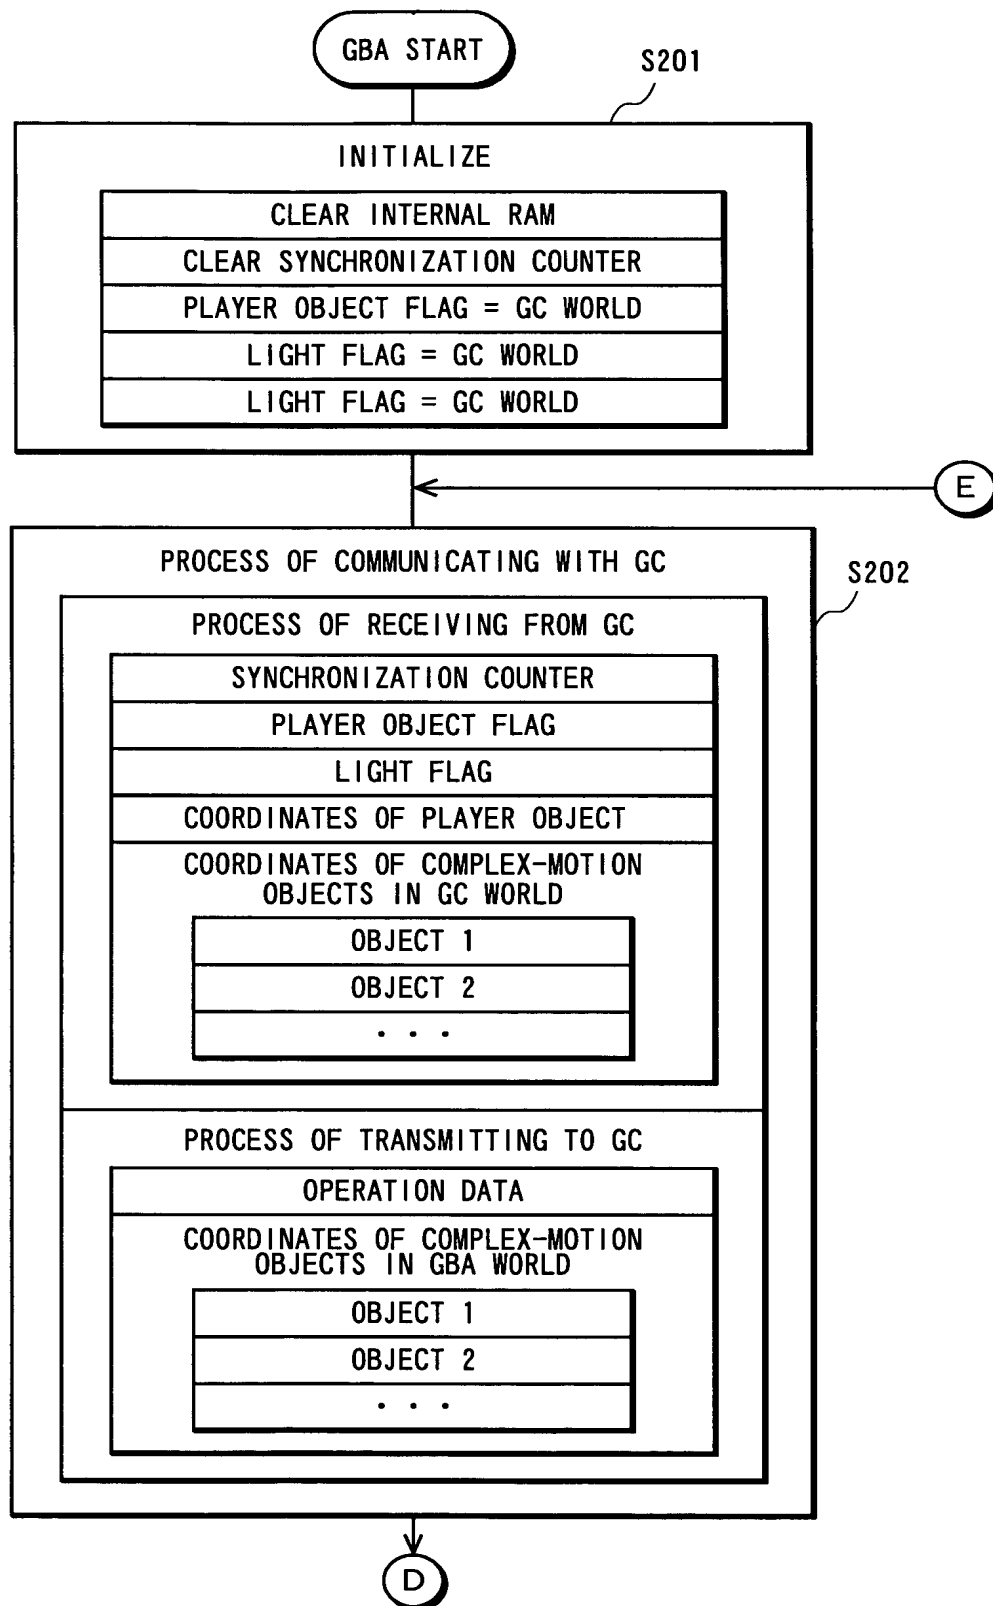 GBA START
S201
INITIALIZE
CLEAR INTERNAL RAM
CLEAR SYNCHRONIZATION COUNTER
PLAYER OBJECT FLAG = GC WORLD
LIGHT FLAG = GC WORLD
LIGHT FLAG = GC WORLD
E
PROCESS OF COMMUNICATING WITH GC
S202
PROCESS OF RECEIVING FROM GC
SYNCHRONIZATION COUNTER
PLAYER OBJECT FLAG
LIGHT FLAG
COORDINATES OF PLAYER OBJECT
COORDINATES OF COMPLEX-MOTION
OBJECTS IN GC WORLD
OBJECT 1
OBJECT 2
· · ·
PROCESS OF TRANSMITTING TO GC
OPERATION DATA
COORDINATES OF COMPLEX-MOTION
OBJECTS IN GBA WORLD
OBJECT 1
OBJECT 2
· · ·
D